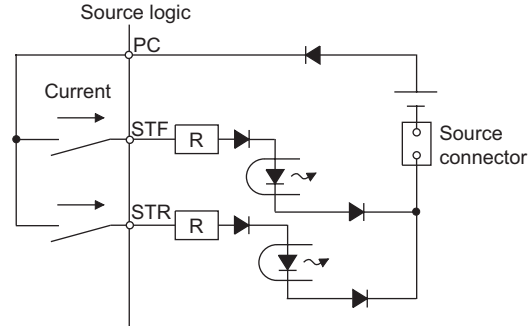 Source logic
PC
Current
STF
R
Source
connector
STR
R